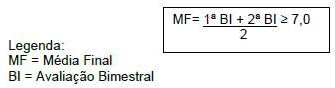 MF= 1ª BI + 2ª BI ≥ 7,0
2
Legenda:
MF = Média Final
BI = Avaliação Bimestral